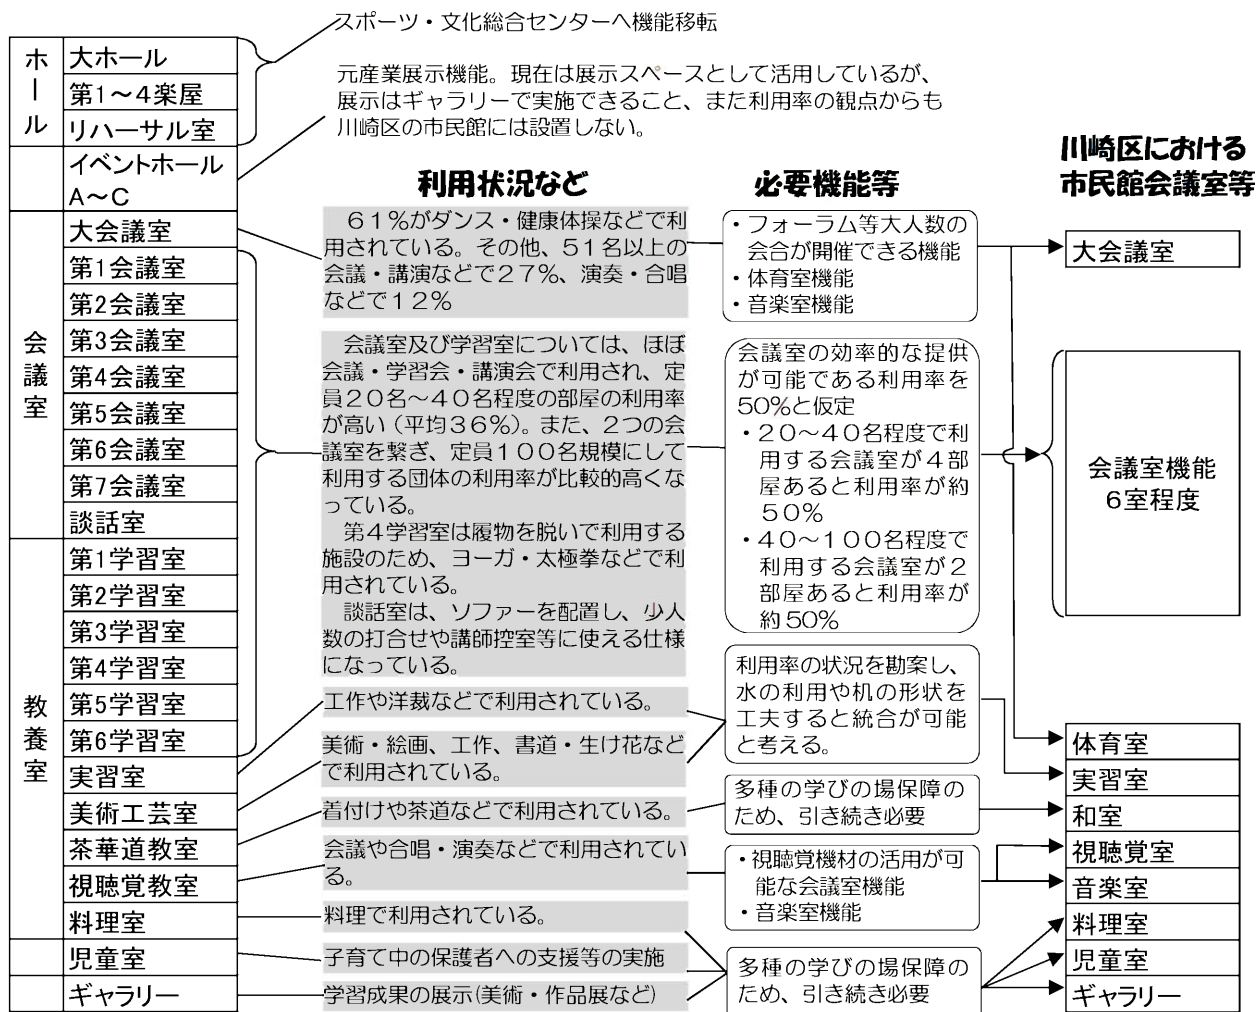 スポーツ・文化総合センターへ機能移転
元産業展示機能。現在は展示スペースとして活用しているが、
展示はギャラリーで実施できること、また利用率の観点からも
川崎区の市民館には設置しない。
ホール
大ホール
第1～4楽屋
リハーサル室
イベントホール
A～C
会議室
大会議室
第1会議室
第2会議室
第3会議室
第4会議室
第5会議室
第6会議室
第7会議室
談話室
教養室
第1学習室
第2学習室
第3学習室
第4学習室
第5学習室
第6学習室
実習室
美術工芸室
茶華道教室
視聴覚教室
料理室
児童室
ギャラリー
利用状況など
６１％がダンス・健康体操などで利
用されている。その他、５１名以上の
会議・講演などで２７％、演奏・合唱
などで１２％
会議室及び学習室については、ほぼ
会議・学習会・講演会で利用され、定
員２０名～４０名程度の部屋の利用率
が高い（平均３６％）。また、２つの会
議室を繋ぎ、定員１００名規模にして
利用する団体の利用率が比較的高くな
っている。
第４学習室は履物を脱いで利用する
施設のため、ヨーガ・太極拳などで利
用されている。
談話室は、ソファーを配置し、少人
数の打合せや講師控室等に使える仕様
になっている。
工作や洋裁などで利用されている。
美術・絵画、工作、書道・生け花など
で利用されている。
着付けや茶道などで利用されている。
会議や合唱・演奏などで利用されてい
る。
料理で利用されている。
子育て中の保護者への支援等の実施
学習成果の展示(美術・作品展など)
必要機能等
・フォーラム等大人数の
会合が開催できる機能
・体育室機能
・音楽室機能
会議室の効率的な提供
が可能である利用率を
50%と仮定
・２０～４０名程度で利
用する会議室が４部
屋あると利用率が約
５０％
・４０～１００名程度で
利用する会議室が２
部屋あると利用率が
約50％
利用率の状況を勘案し、
水の利用や机の形状を
工夫すると統合が可能
と考える。
多種の学びの場保障の
ため、引き続き必要
・視聴覚機材の活用が可
能な会議室機能
・音楽室機能
多種の学びの場保障の
ため、引き続き必要
川崎区における
市民館会議室等
大会議室
会議室機能
6室程度
体育室
実習室
和室
視聴覚室
音楽室
料理室
児童室
ギャラリー